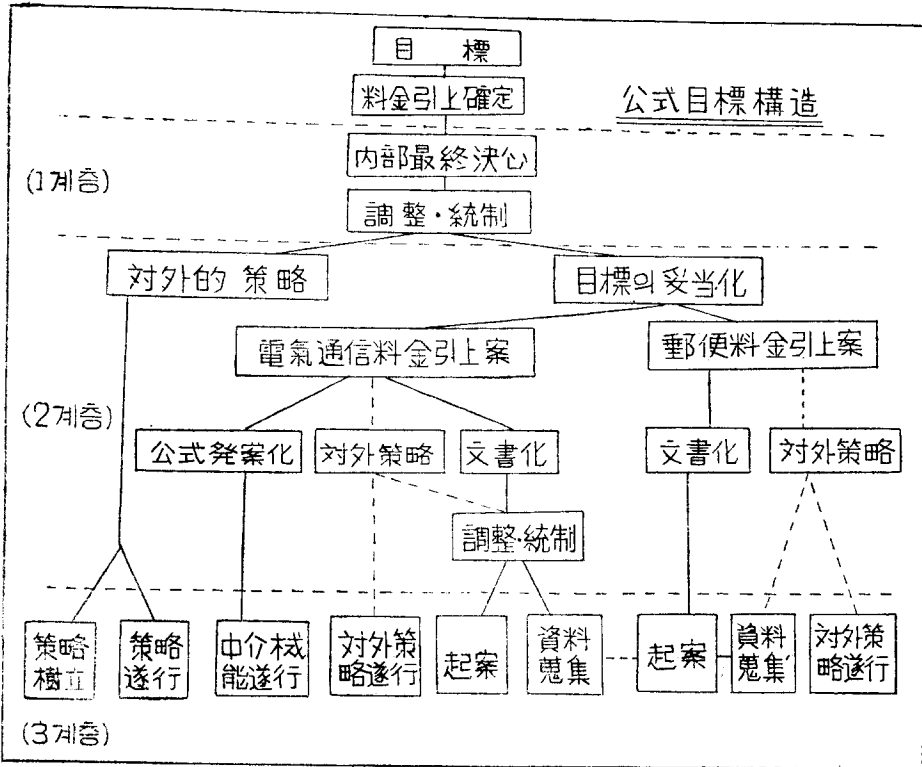 目 標
料金引上確定
公式目標構造
内部最終決心
(1계층)
調整·統制
対外的 策略
目標의 妥当化
電氣通信料金引上案
郵便料金引上案
(2계층)
公式発案化
対外策略
文書化
文書化
対外策略
調整·統制
策略
樹立
策略
遂行
中介械
能遂行
対外策
略遂行
起案
資料
蒐集
起案
資料
蒐集
対外策
略遂行
(3계층)